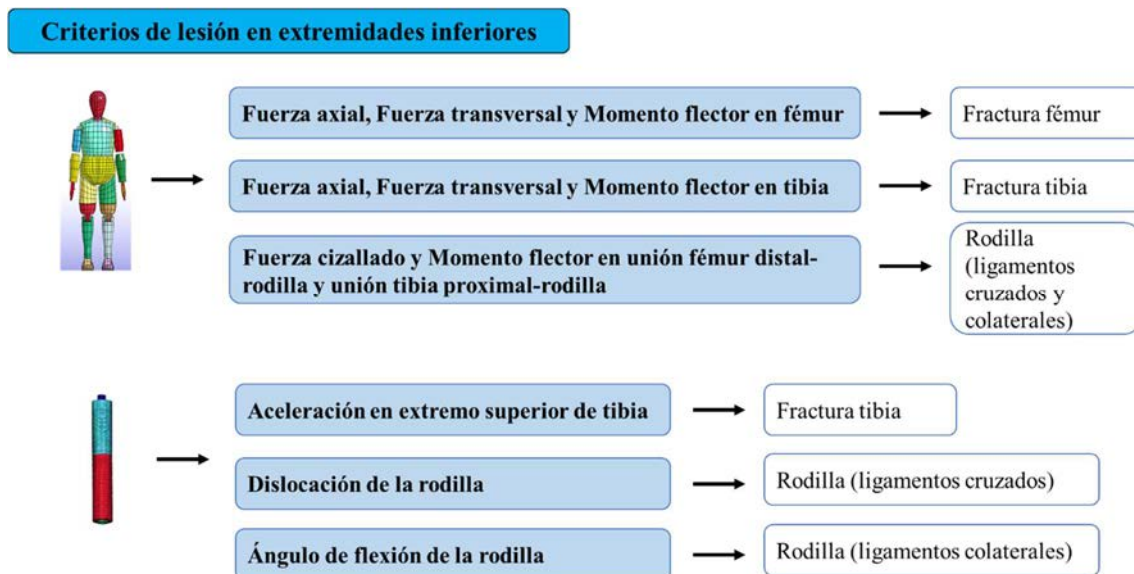 Criterios de lesión en extremidades inferiores
Fuerza axial, Fuerza transversal y Momento flector en fémur
Fractura fémur
Fuerza axial, Fuerza transversal y Momento flector en tibia
Fractura tibia
Fuerza cizallado y Momento flector en unión fémur distal-
rodilla y unión tibia proximal-rodilla
Rodilla
(ligamentos
cruzados y
colaterales)
Aceleración en extremo superior de tibia
Fractura tibia
Dislocación de la rodilla
Rodilla (ligamentos cruzados)
Ángulo de flexión de la rodilla
Rodilla (ligamentos colaterales)